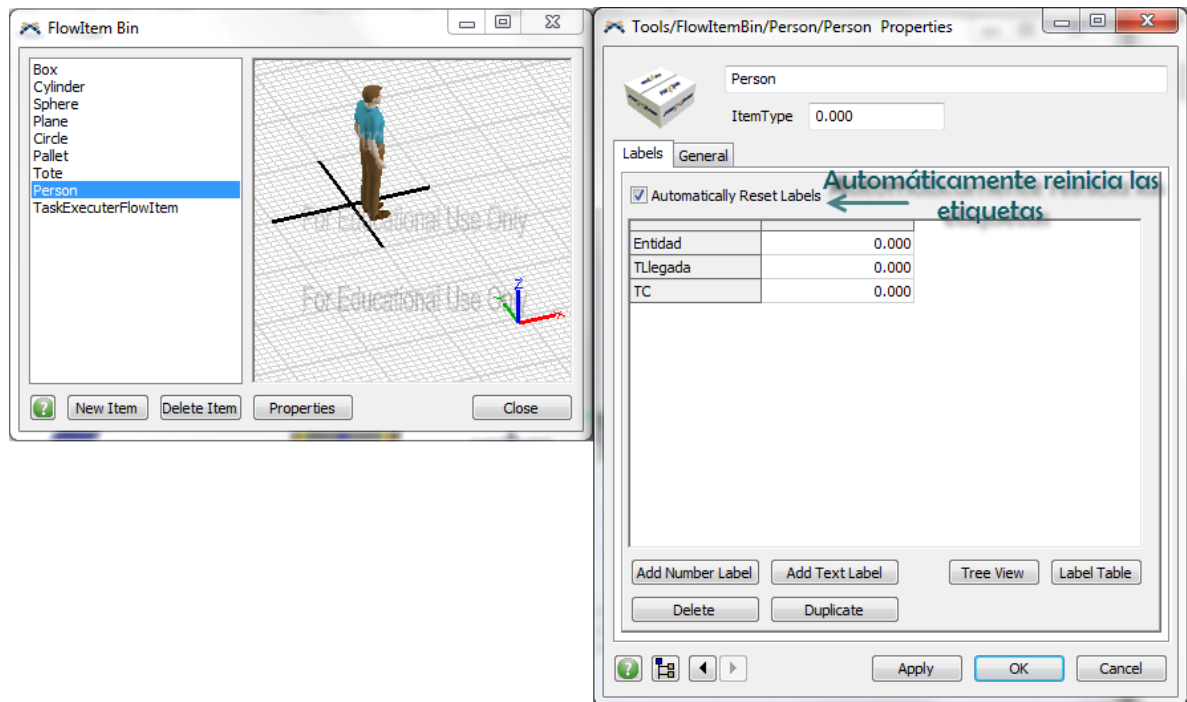 FlowItem Bin
Box
Cylinder
Sphere
Plane
Circle
Pallet
Tote
Person
TaskExecuterFlowItem
For Educational Use Only
For Educational Use Only
Z
X
New Item
Delete Item
Properties
Close
Tools/FlowItemBin/Person/Person Properties
Person
ItemType 0.000
Labels General
Automatically Reset Labels
Automáticamente reinicia las
etiquetas
Entidad 0.000
TLlegada 0.000
TC 0.000
Add Number Label Add Text Label Tree View Label Table
Delete Duplicate
Apply OK Cancel